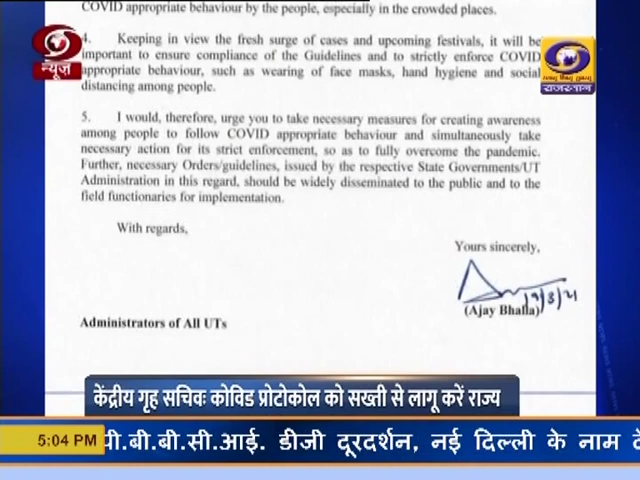 COVID appropriate behaviour by the people, especially in the crowded places.
4. Keeping in view the fresh surge of cases and upcoming festivals, it will be
important to ensure compliance of the Guidelines and to strictly enforce COVID
appropriate behaviour, such as wearing of face masks, hand hygiene and social
distancing among people.
न्यूज़
राजस्थान
5. I would, therefore, urge you to take necessary measures for creating awareness
among people to follow COVID appropriate behaviour and simultaneously take
necessary action for its strict enforcement, so as to fully overcome the pandemic.
Further, necessary Orders/guidelines, issued by the respective State Governments/UT
Administration in this regard, should be widely disseminated to the public and to the
field functionaries for implementation.
With regards,
Yours sincerely,
(Ajay Bhalla)
Administrators of All UTs
केंद्रीय गृह सचिवः कोविड प्रोटोकोल को सख्ती से लागू करें राज्य
5:04 PM पी.बी.बी.सी.आई. डीजी दूरदर्शन, नई दिल्ली के नाम